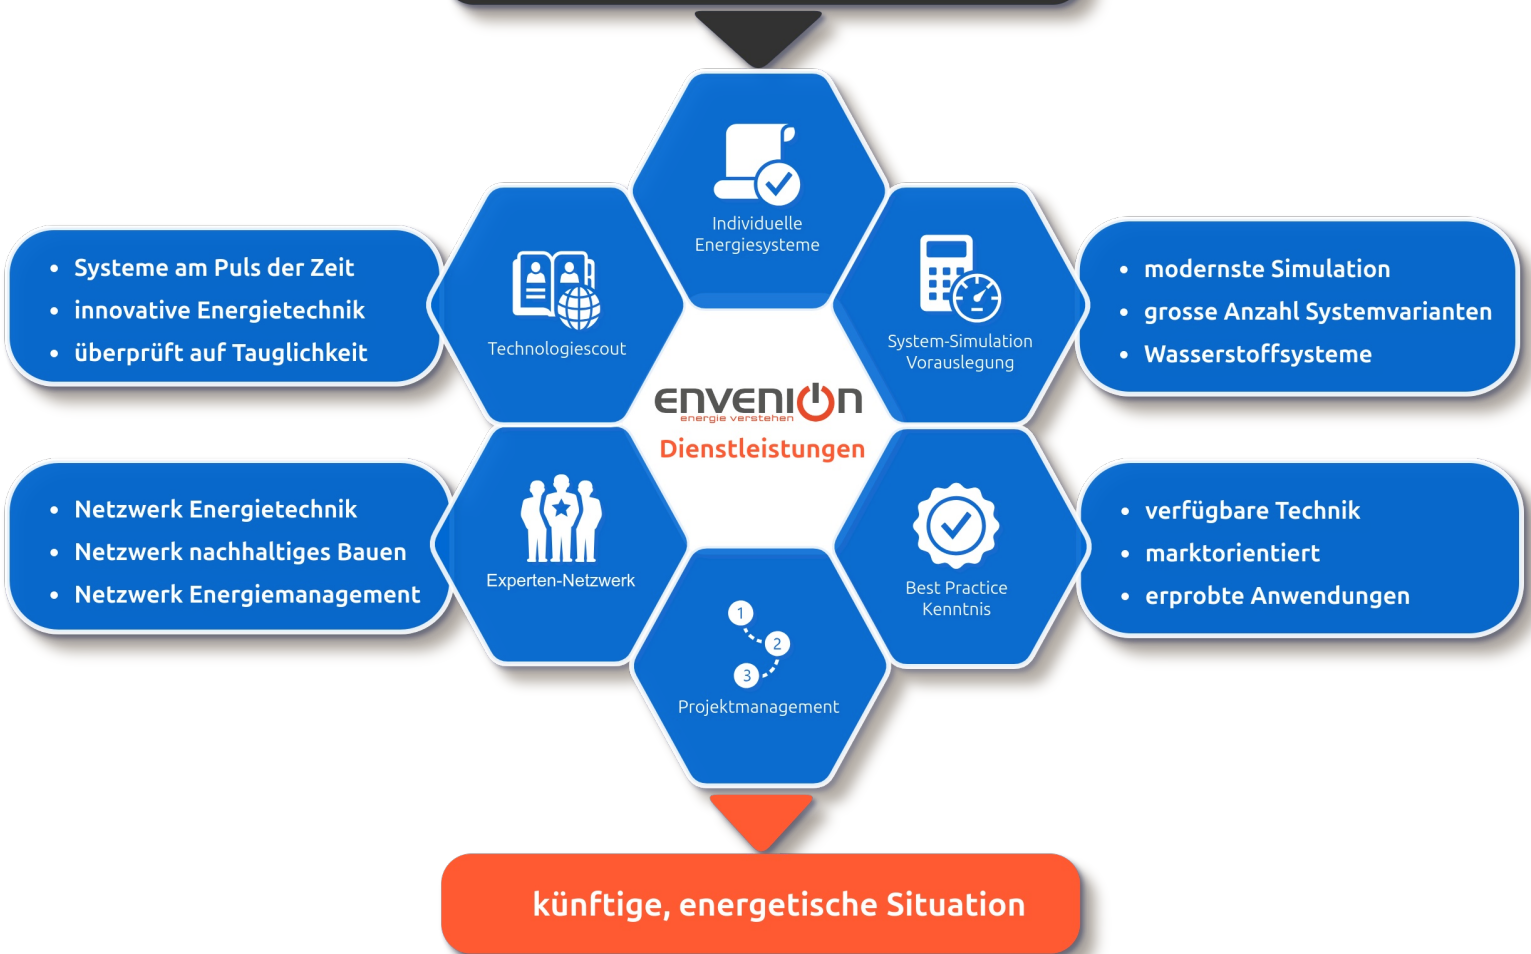 Individuelle
Energiesysteme
Technologiescout
System-Simulation
Vorauslegung
• Systeme am Puls der Zeit
• innovative Energietechnik
• überprüft auf Tauglichkeit
• modernste Simulation
• grosse Anzahl Systemvarianten
• Wasserstoffsysteme
ENVENION
energie verstehen
Dienstleistungen
• Netzwerk Energietechnik
• Netzwerk nachhaltiges Bauen
• Netzwerk Energiemanagement
Experten-Netzwerk
Best Practice
Kenntnis
• verfügbare Technik
• marktorientiert
• erprobte Anwendungen
1
2
3
Projektmanagement
künftige, energetische Situation